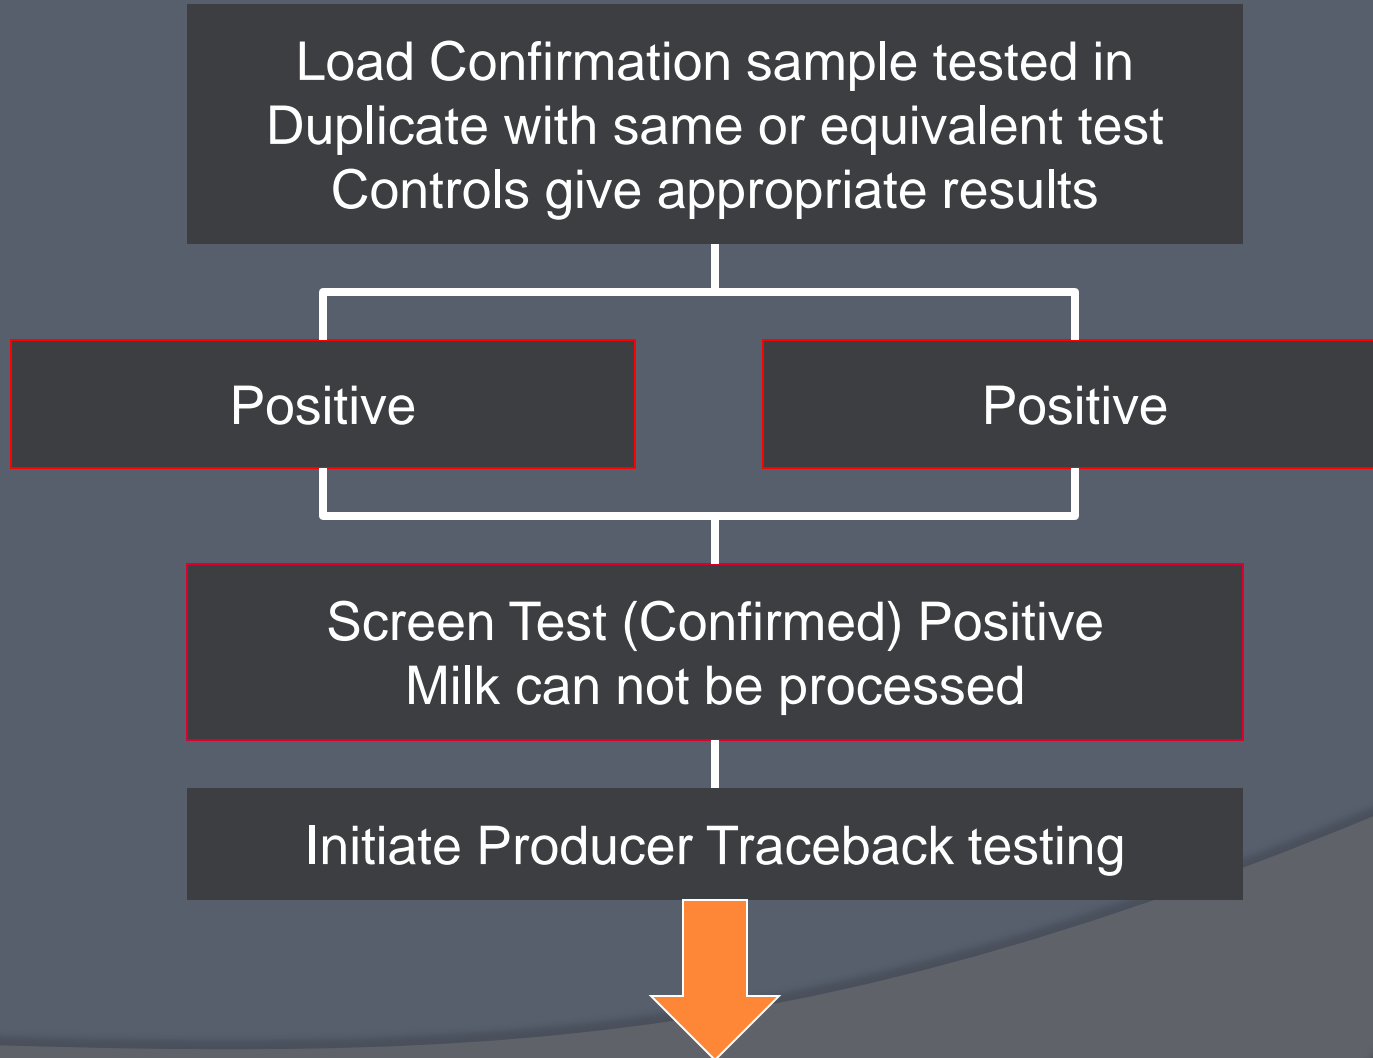 Load Confirmation sample tested in
Duplicate with same or equivalent test
Controls give appropriate results
Positive
Positive
Screen Test (Confirmed) Positive
Milk can not be processed
Initiate Producer Traceback testing